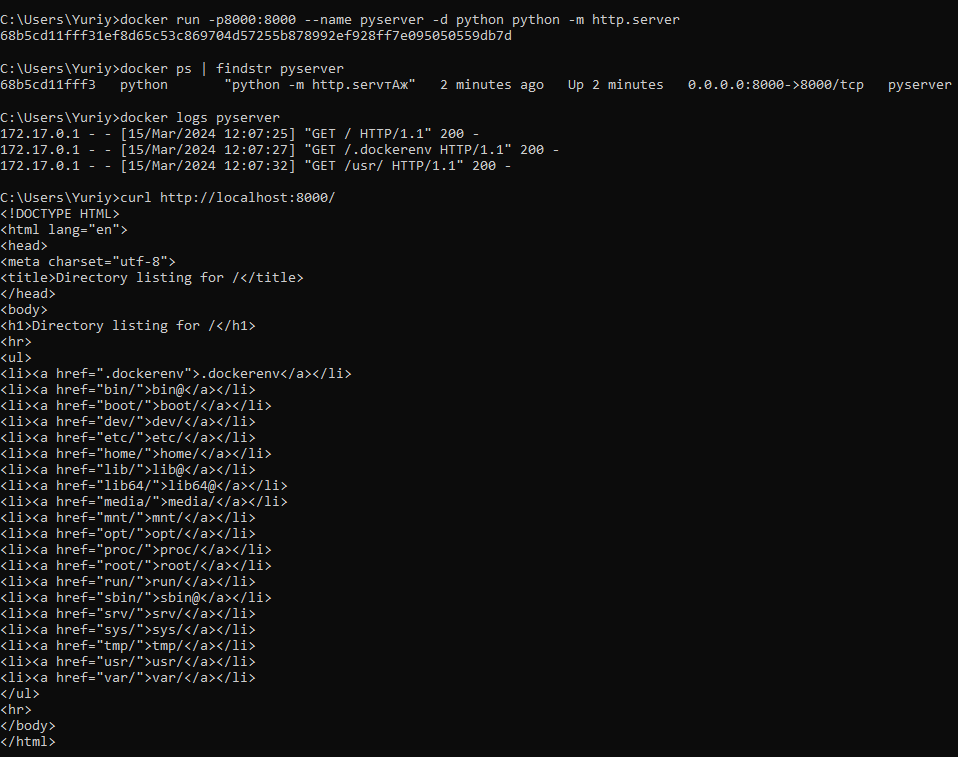 C:\Users\Yuriy>docker run -p8000:8000 --name pyserver -d python python -m http.server
68b5cd11fff31ef8d65c53c869704d57255b878992ef928ff7e095050559db7d
C:\Users\Yuriy>docker ps | findstr pyserver
68b5cd11fff3   python       "python -m http.servтАж"   2 minutes ago   Up 2 minutes   0.0.0.0:8000->8000/tcp   pyserver
C:\Users\Yuriy>docker logs pyserver
172.17.0.1 - - [15/Mar/2024 12:07:25] "GET / HTTP/1.1" 200 -
172.17.0.1 - - [15/Mar/2024 12:07:27] "GET /.dockerenv HTTP/1.1" 200 -
172.17.0.1 - - [15/Mar/2024 12:07:32] "GET /usr/ HTTP/1.1" 200 -
C:\Users\Yuriy>curl http://localhost:8000/
<!DOCTYPE HTML>
<html lang="en">
<head>
<meta charset="utf-8">
<title>Directory listing for /</title>
</head>
<body>
<h1>Directory listing for /</h1>
<hr>
<ul>
<li><a href=".dockerenv">.dockerenv</a></li>
<li><a href="bin/">bin@</a></li>
<li><a href="boot/">boot/</a></li>
<li><a href="dev/">dev/</a></li>
<li><a href="etc/">etc/</a></li>
<li><a href="home/">home/</a></li>
<li><a href="lib/">lib@</a></li>
<li><a href="lib64/">lib64@</a></li>
<li><a href="media/">media/</a></li>
<li><a href="mnt/">mnt/</a></li>
<li><a href="opt/">opt/</a></li>
<li><a href="proc/">proc/</a></li>
<li><a href="root/">root/</a></li>
<li><a href="run/">run/</a></li>
<li><a href="sbin/">sbin@</a></li>
<li><a href="srv/">srv/</a></li>
<li><a href="sys/">sys/</a></li>
<li><a href="tmp/">tmp/</a></li>
<li><a href="usr/">usr/</a></li>
<li><a href="var/">var/</a></li>
</ul>
<hr>
</body>
</html>